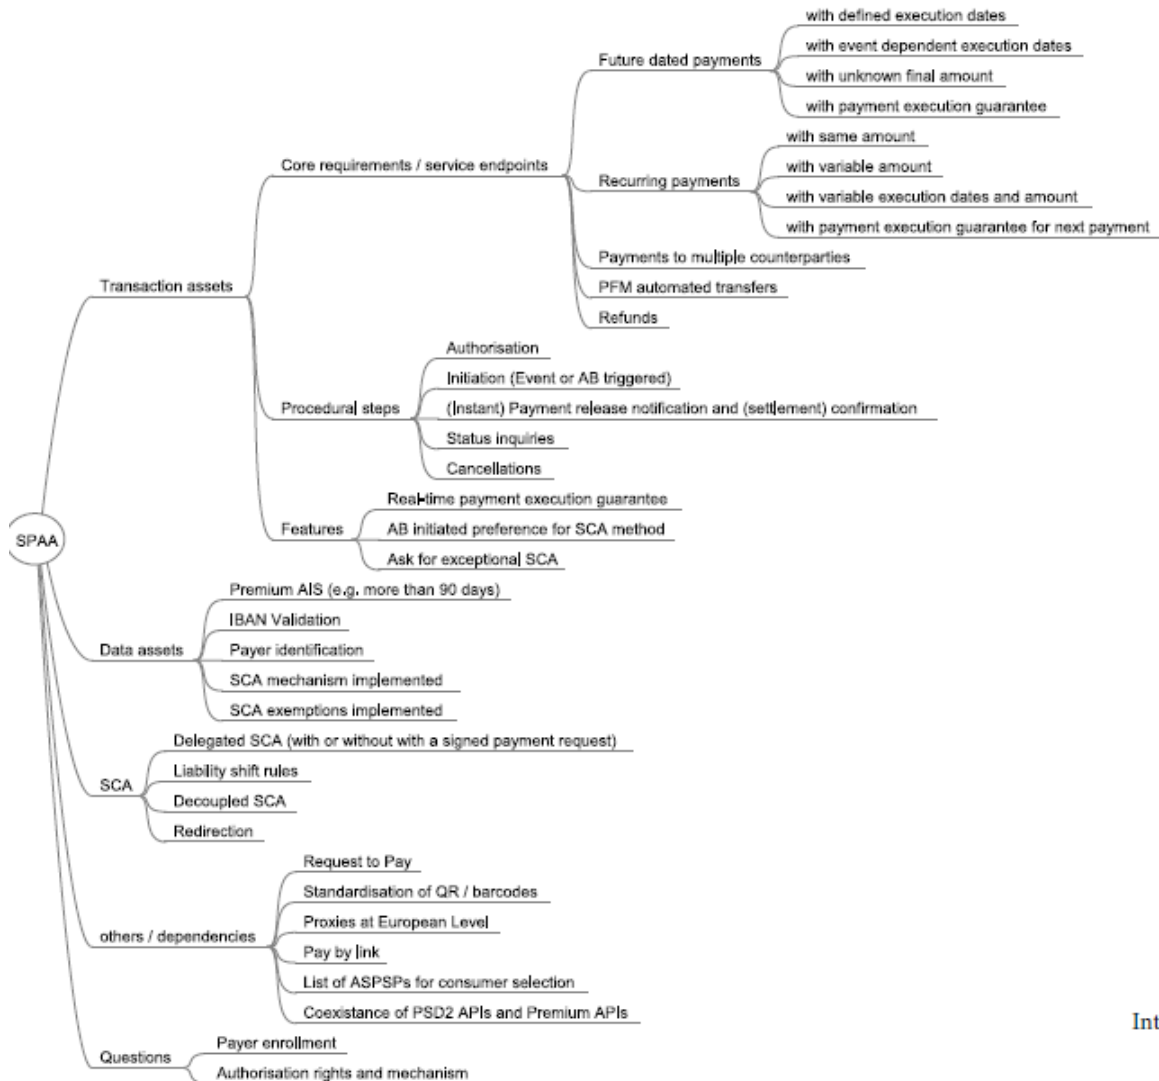 with defined execution dates
with event dependent execution dates
Future dated payments
with unknown final amount
with payment execution guarantee
with same amount
Core requirements / service endpoints
with variable amount
Recurring payments
with variable execution dates and amount
with payment execution guarantee for next payment
Payments to multiple counterparties
Transaction assets
PFM automated transfers
Refunds
Authorisation
Initiation (Event or AB triggered)
Procedural steps
(Instant) Payment release notification and (settlement) confirmation
Status inquiries
Cancellations
Real-time payment execution guarantee
Features
AB initiated preference for SCA method
Ask for exceptional SCA
SPAA
Premium AIS (e.g. more than 90 days)
IBAN Validation
Data assets
Payer identification
SCA mechanism implemented
SCA exemptions implemented
Delegated SCA (with or without with a signed payment request)
Liability shift rules
SCA
Decoupled SCA
Redirection
Request to Pay
Standardisation of QR / barcodes
Proxies at European Level
others / dependencies
Pay by link
List of ASPSPs for consumer selection
Coexistance of PSD2 APIs and Premium APIs
Int
Payer enrollment
Questions
Authorisation rights and mechanism